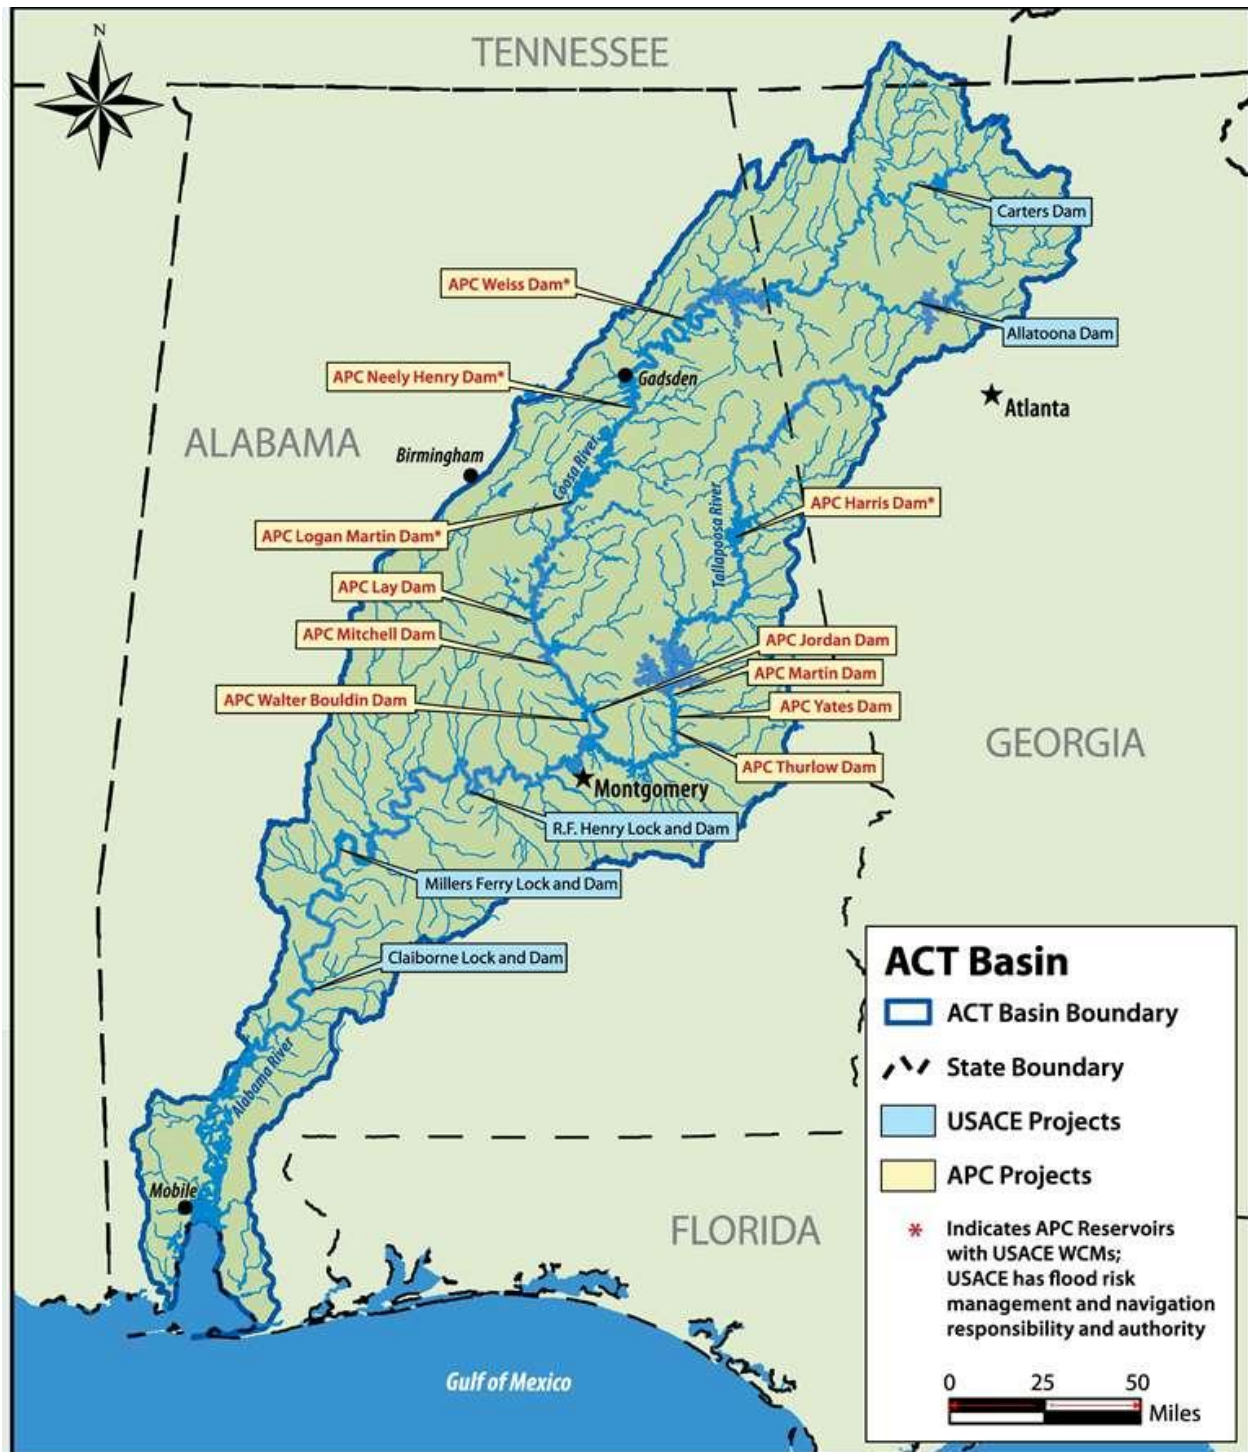 N
TENNESSEE
Carters Dam
APC Weiss Dam*
Allatoona Dam
APC Neely Henry Dam*
Gadsden
Atlanta
ALABAMA
Birmingham
Coosa River
APC Logan Martin Dam*
Tallapoosa River
APC Harris Dam*
APC Lay Dam
APC Mitchell Dam
APC Jordan Dam
APC Martin Dam
APC Walter Bouldin Dam
APC Yates Dam
GEORGIA
APC Thurlow Dam
Montgomery
R.F. Henry Lock and Dam
Millers Ferry Lock and Dam
Claiborne Lock and Dam
Alabama River
Mobile
FLORIDA
Gulf of Mexico
ACT Basin
ACT Basin Boundary
State Boundary
USACE Projects
APC Projects
* Indicates APC Reservoirs
with USACE WCMs;
USACE has flood risk
management and navigation
responsibility and authority
0 25 50
Miles